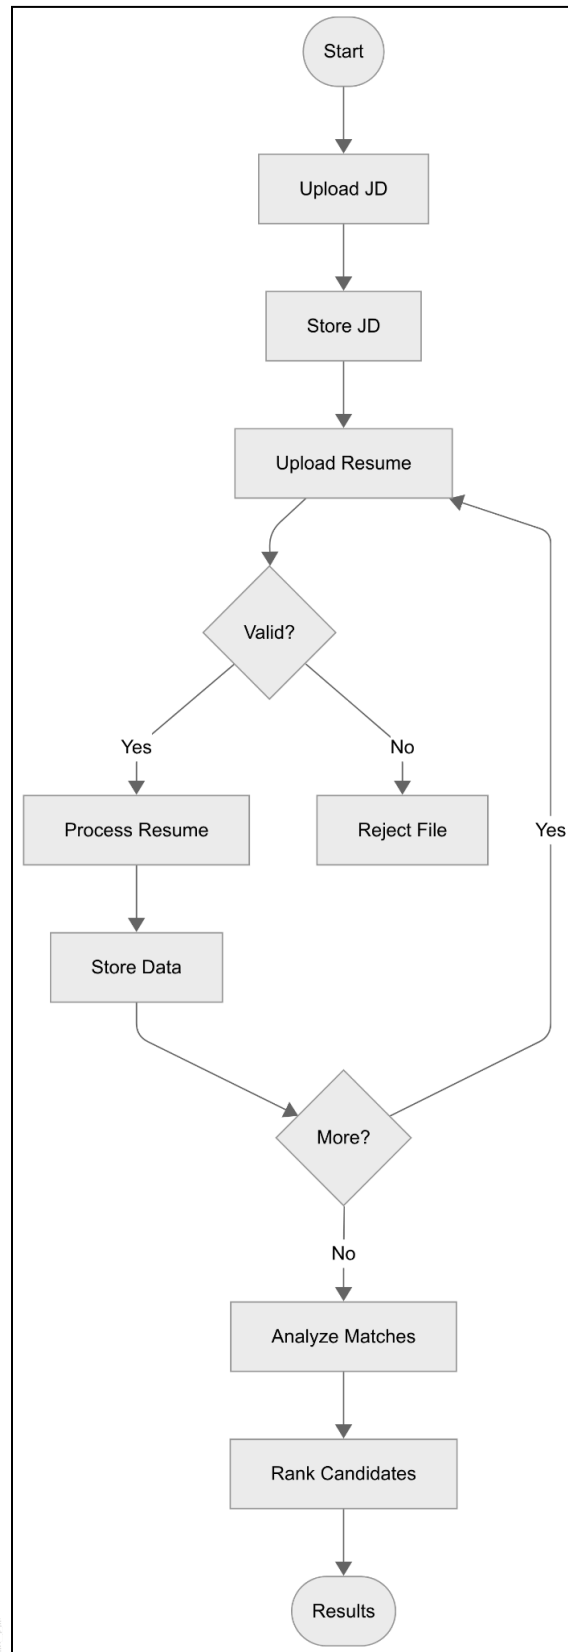 Start
Upload JD
Store JD
Upload Resume
Valid?
Yes
No
Process Resume
Reject File
Yes
Store Data
More?
No
Analyze Matches
Rank Candidates
Results